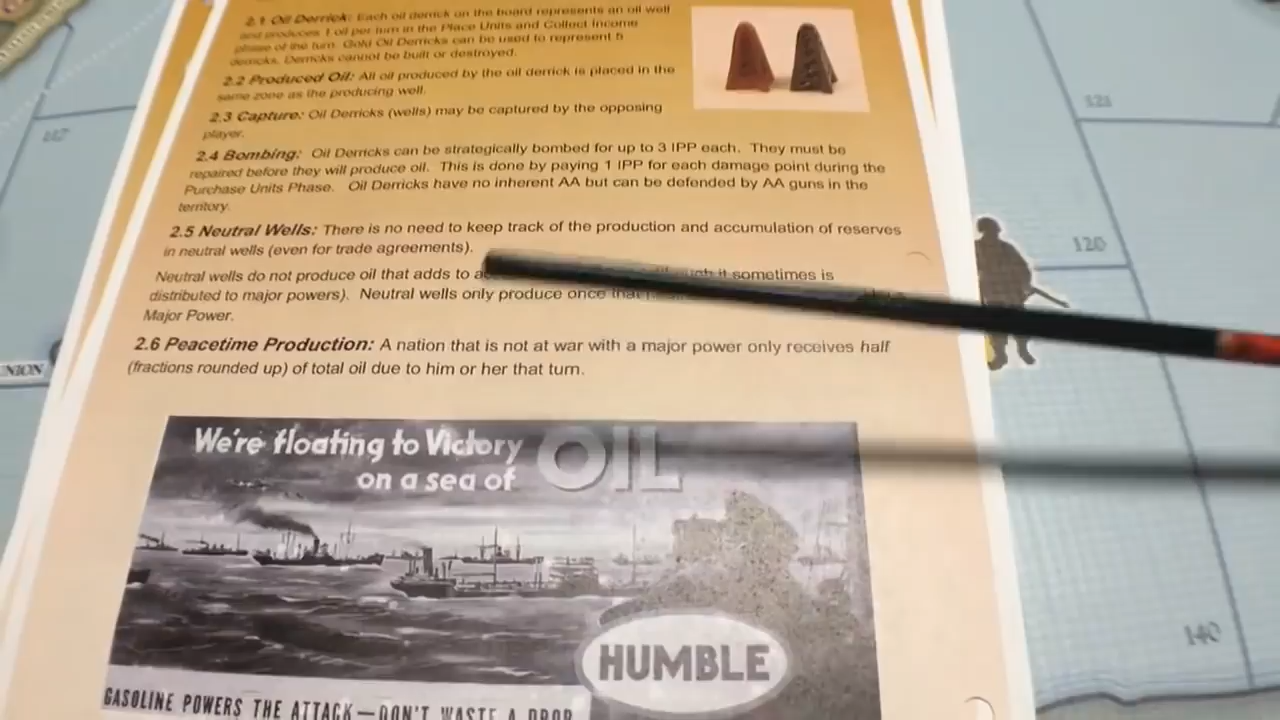 2.1 Oil Derrick: Each oil derrick on the board represents an oil well
and produces 1 oil per turn in the Place Units and Collect Income
phase of the turn. Gold Oil Derricks can be used to represent 5
derricks. Derricks cannot be built or destroyed.
2.2 Produced Oil: All oil produced by the oil derrick is placed in the
same zone as the producing well.
2.3 Capture: Oil Derricks (wells) may be captured by the opposing
player.
2.4 Bombing: Oil Derricks can be strategically bombed for up to 3 IPP each. They must be
repaired before they will produce oil. This is done by paying 1 IPP for each damage point during the
Purchase Units Phase. Oil Derricks have no inherent AA but can be defended by AA guns in the
territory.
2.5 Neutral Wells: There is no need to keep track of the production and accumulation of reserves
in neutral wells (even for trade agreements).
Neutral wells do not produce oil that adds to it sometimes is
distributed to major powers). Neutral wells only produce once
Major Power.
2.6 Peacetime Production: A nation that is not at war with a major power only receives half
(fractions rounded up) of total oil due to him or her that turn.
We're floating to Victory
on a sea of OIL
HUMBLE
GASOLINE POWERS THE ATTACK—DON'T WASTE A DROP
117
UNION
121
120
140